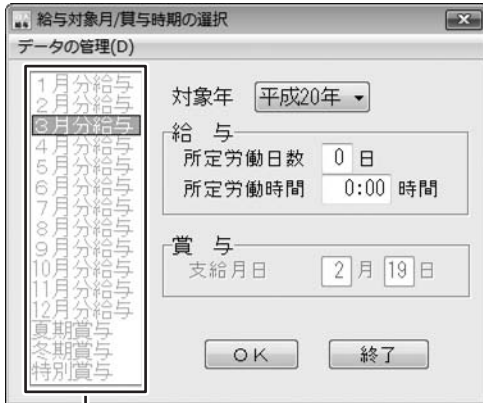 給与対象月/賞与時期の選択
データの管理(D)
1月分給与
2月分給与
3月分給与
4月分給与
5月分給与
6月分給与
7月分給与
8月分給与
9月分給与
10月分給与
11月分給与
12月分給与
夏期賞与
冬期賞与
特別賞与
対象年 平成20年
給 与
所定労働日数 0 日
所定労働時間 0:00 時間
賞 与
支給月日 2 月 19 日
OK 終了